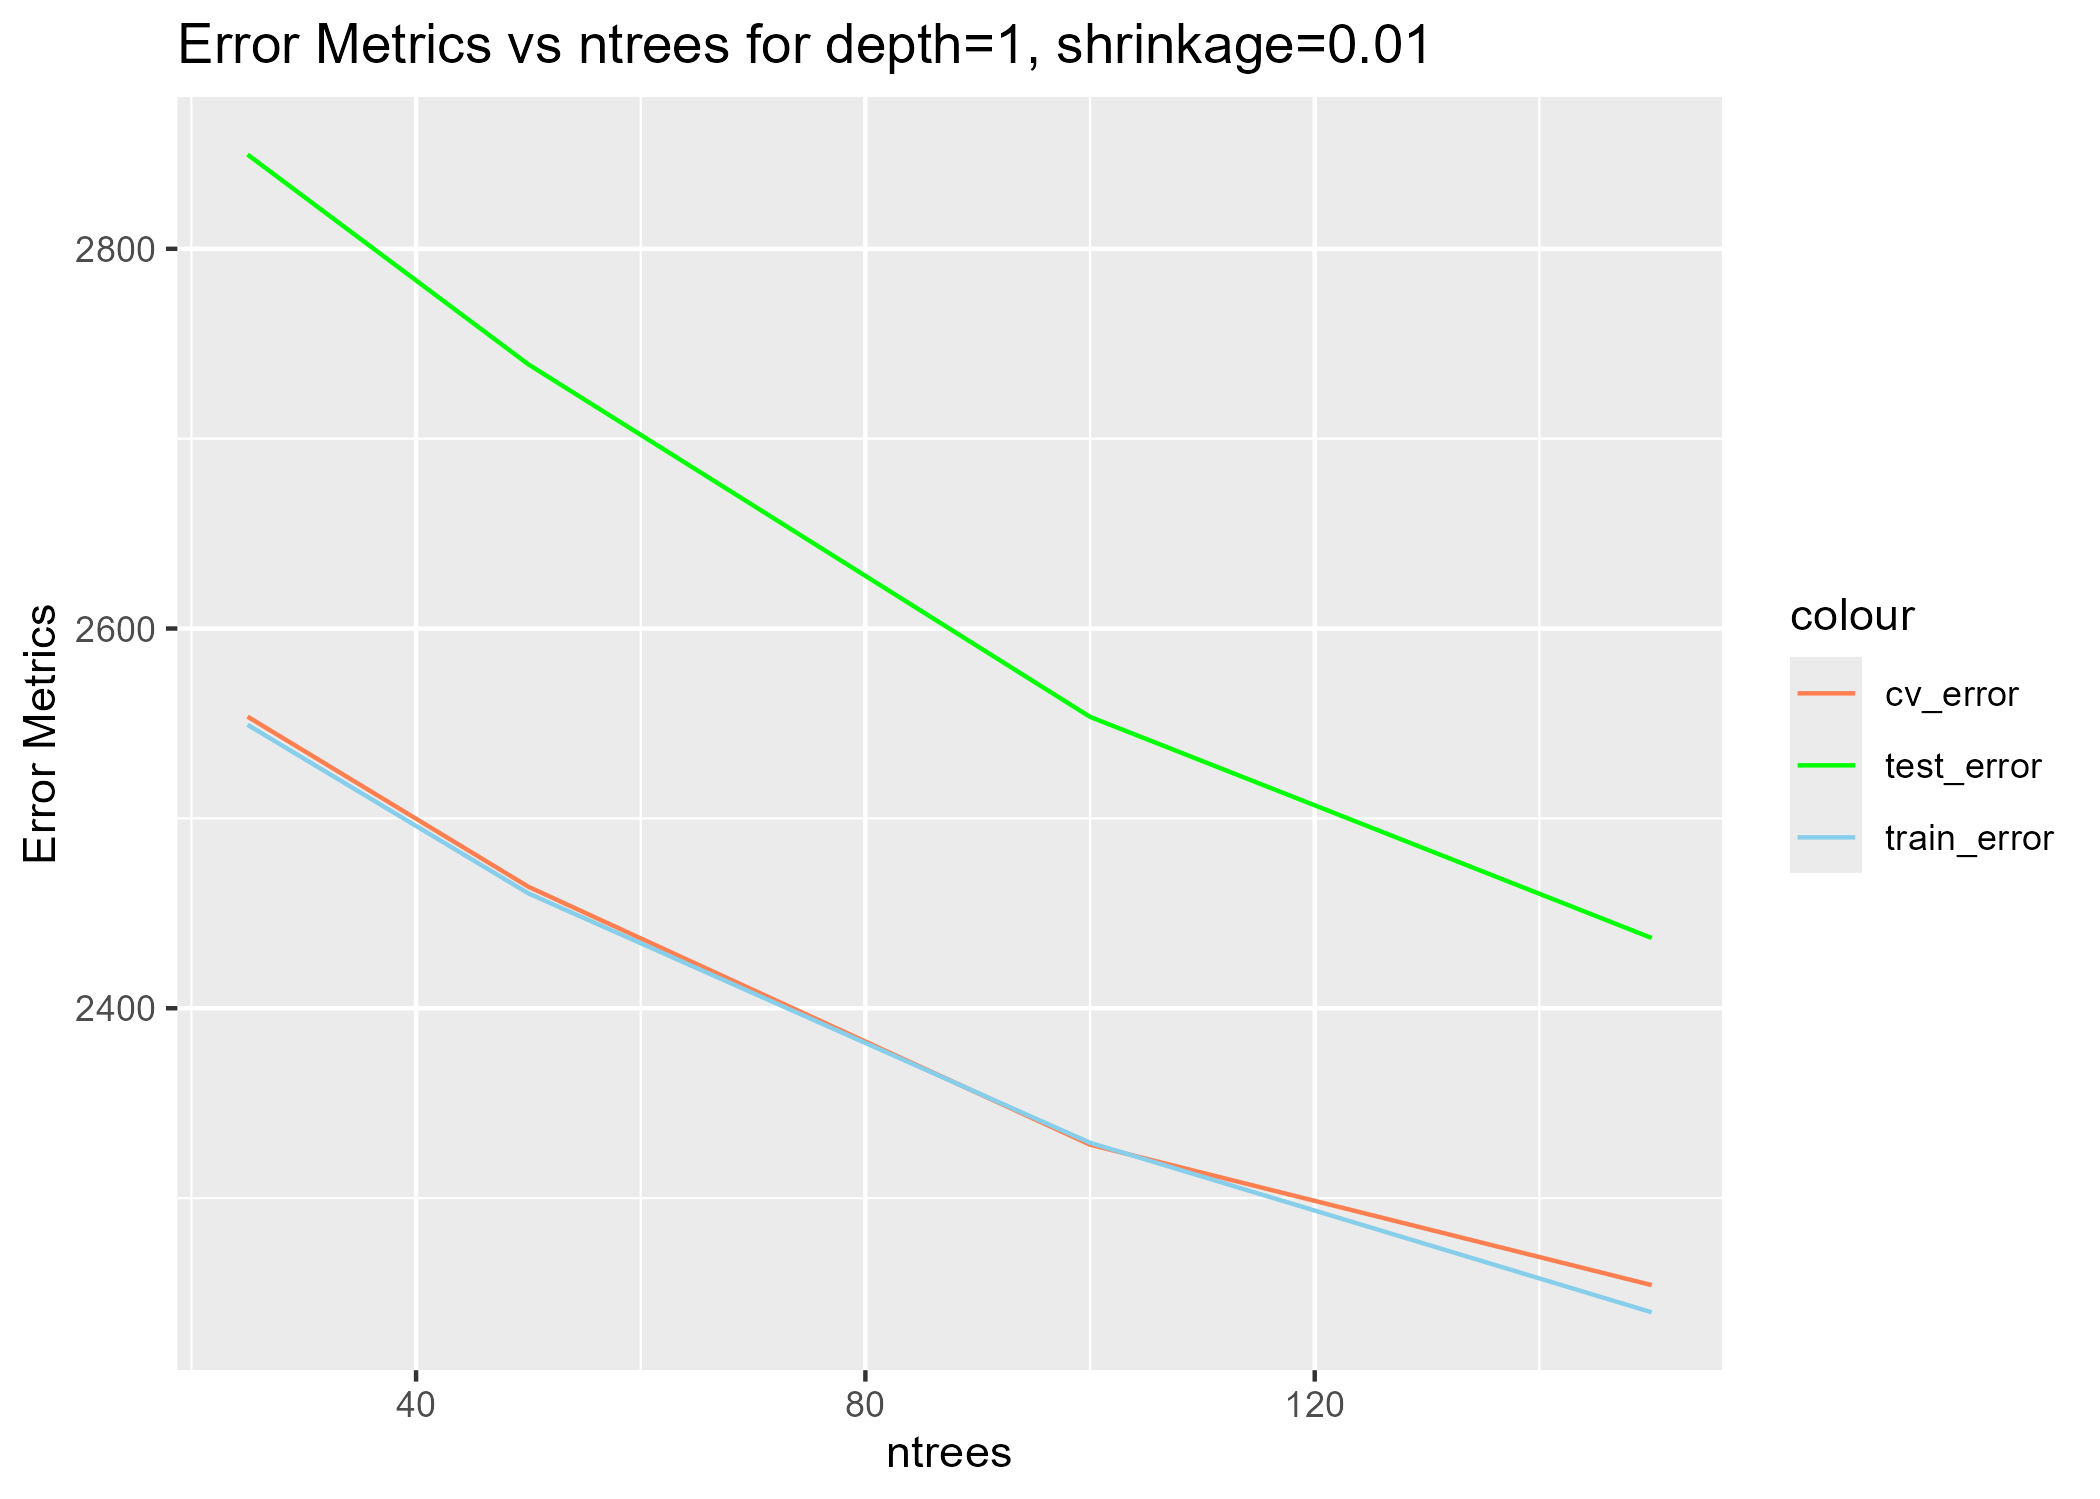 Error Metrics vs ntrees for depth=1, shrinkage=0.01
Error Metrics
2800
2600
2400
40
80
120
ntrees
colour
cv_error
test_error
train_error